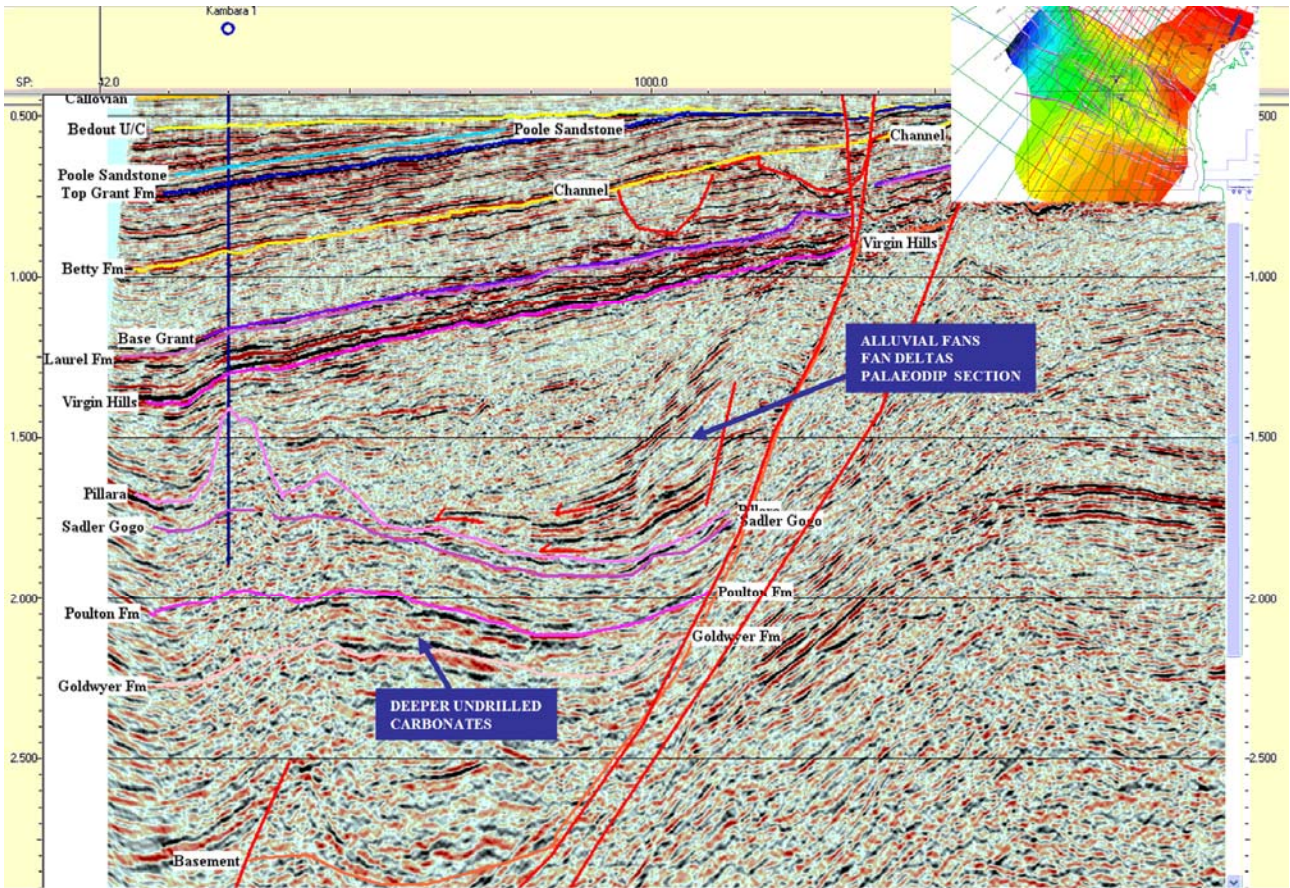 Kambara 1
SP:
42.0
1000.0
Callovian
0.500
500
Bedout U/C
Poole Sandstone
Channel
Poole Sandstone
Top Grant Fm
Channel
Virgin Hills
Betty Fm
1.000
-1.000
Base Grant
ALLUVIAL FANS
FAN DELTAS
PALAEODIP SECTION
Laurel Fm
Virgin Hills
1.500
-1.500
Pillara
Sadler Gogo
Pillara
Sadler Gogo
2.000
-2.000
Poulton Fm
Poulton Fm
Goldwyer Fm
Goldwyer Fm
DEEPER UNDRILLED
CARBONATES
2.500
-2.500
Basement